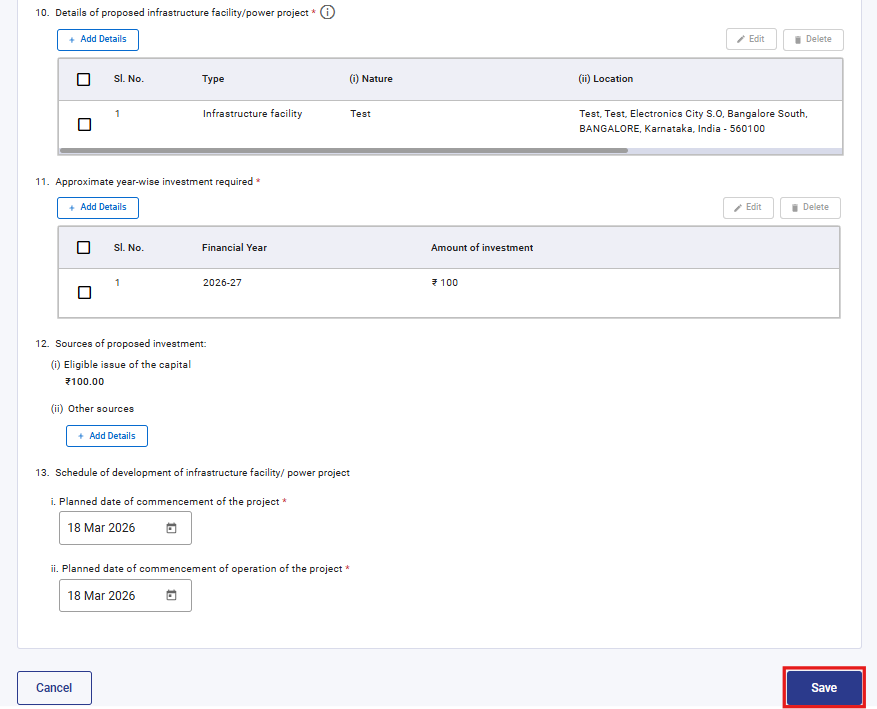 10. Details of proposed infrastructure facility/power project *
+ Add Details
Edit
Delete
Sl. No. Type (i) Nature (ii) Location
1 Infrastructure facility Test Test, Test, Electronics City S.O, Bangalore South,
BANGALORE, Karnataka, India - 560100
11. Approximate year-wise investment required *
+ Add Details
Edit
Delete
Sl. No. Financial Year Amount of investment
1 2026-27 ₹ 100
12. Sources of proposed investment:
(i) Eligible issue of the capital
₹100.00
(ii) Other sources
+ Add Details
13. Schedule of development of infrastructure facility/ power project
i. Planned date of commencement of the project *
18 Mar 2026
ii. Planned date of commencement of operation of the project *
18 Mar 2026
Cancel
Save